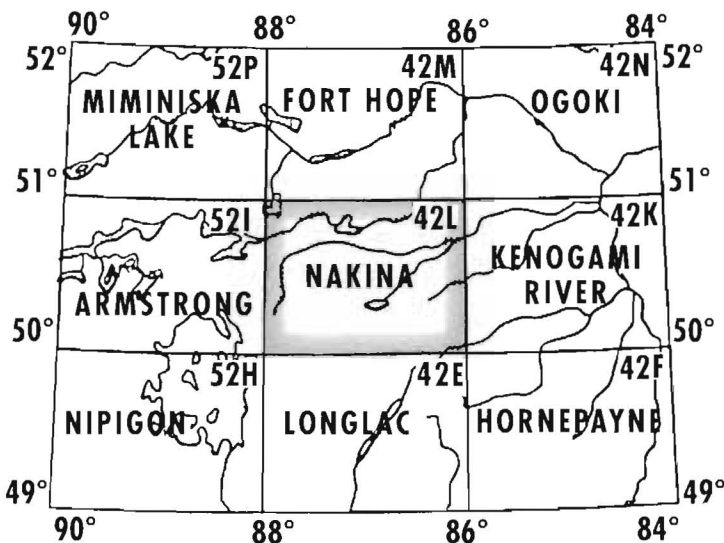 90° 88° 86° 84°
52° 52P 42M 42N 52°
MIMINISKA FORT HOPE OGOKI
LAKE
51° 51°
52I 42L 42K
NAKINA KENOGAMI
ARMSTRONG RIVER
50° 50°
52H 42E 42F
NIPIGON LONGLAC HORNEPAYNE
49° 49°
90° 88° 86° 84°